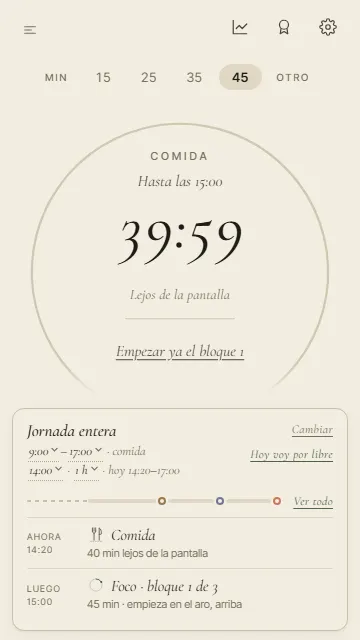 MIN 15 25 35 45 OTRO
COMIDA
Hasta las 15:00
39:59
Lejos de la pantalla
Empezar ya el bloque 1
Jornada entera
Cambiar
9:00 – 17:00 · comida
Hoy voy por libre
14:00 · 1 h · hoy 14:20–17:00
Ver todo
AHORA
14:20
Comida
40 min lejos de la pantalla
LUEGO
15:00
Foco · bloque 1 de 3
45 min · empieza en el aro, arriba